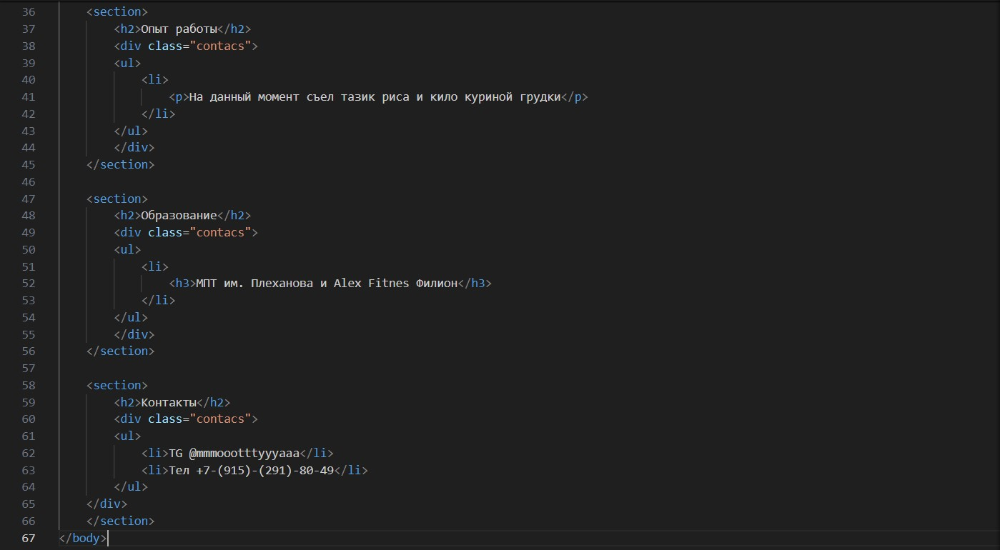 36 <section>
37 <h2>Опыт работы</h2>
38 <div class="contacs">
39 <ul>
40 <li>
41 <p>На данный момент съел тазик риса и кило куриной грудки</p>
42 </li>
43 </ul>
44 </div>
45 </section>
46
47 <section>
48 <h2>Образование</h2>
49 <div class="contacs">
50 <ul>
51 <li>
52 <h3>МПТ им. Плеханова и Alex Fitnes Филион</h3>
53 </li>
54 </ul>
55 </div>
56 </section>
57
58 <section>
59 <h2>Контакты</h2>
60 <div class="contacs">
61 <ul>
62 <li>TG @mmmoootttyyyaaa</li>
63 <li>Тел +7-(915)-(291)-80-49</li>
64 </ul>
65 </div>
66 </section>
67 </body>